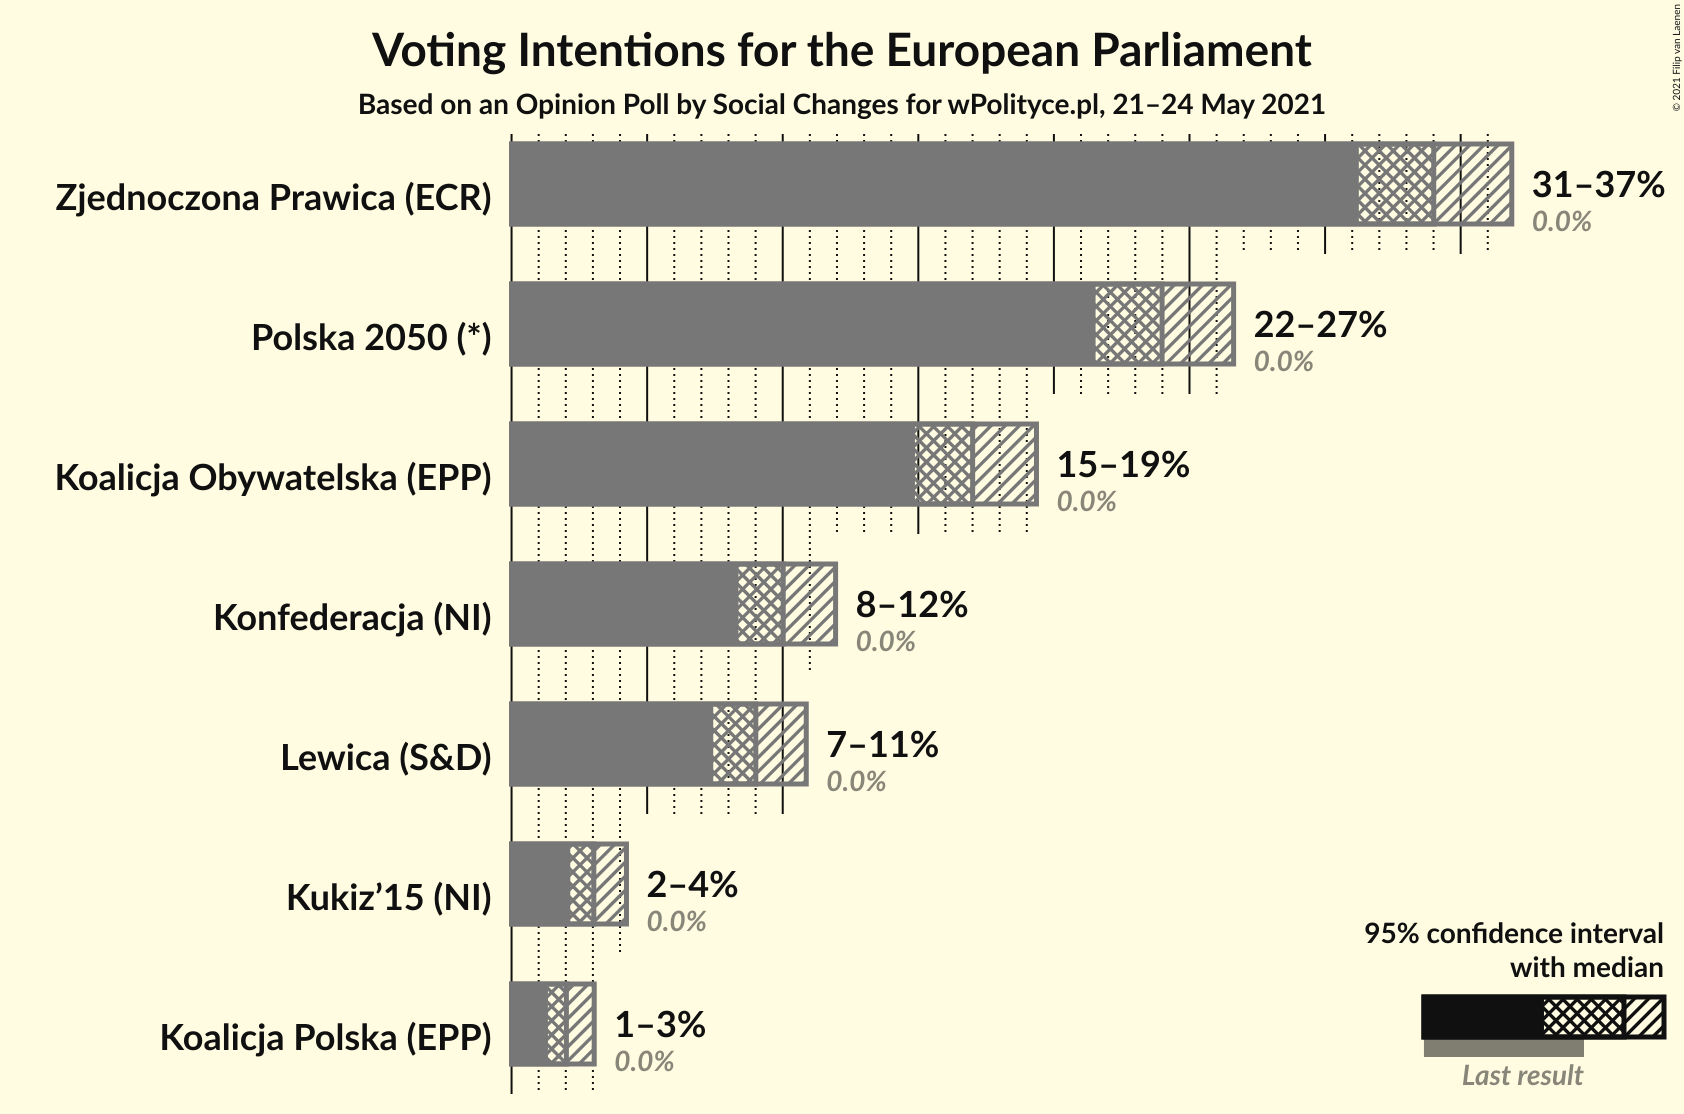 Voting Intentions for the European Parliament
Based on an Opinion Poll by Social Changes for wPolityce.pl, 21–24 May 2021
© 2021 Filip van Laenen
Zjednoczona Prawica (ECR)
31–37%
0.0%
Polska 2050 (*)
22–27%
0.0%
Koalicja Obywatelska (EPP)
15–19%
0.0%
Konfederacja (NI)
8–12%
0.0%
Lewica (S&D)
7–11%
0.0%
Kukiz’15 (NI)
2–4%
0.0%
Koalicja Polska (EPP)
1–3%
0.0%
95% confidence interval
with median
Last result